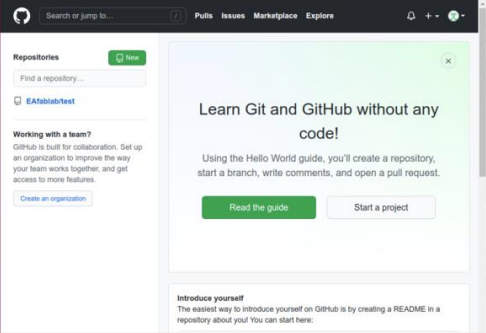 Search or jump to...
/
Pulls Issues Marketplace Explore
Repositories
New
Find a repository...
EAfablab/test
Working with a team?
GitHub is built for collaboration. Set up
an organization to improve the way
your team works together, and get
access to more features.
Create an organization
Learn Git and GitHub without any
code!
Using the Hello World guide, you'll create a repository,
start a branch, write comments, and open a pull request.
Read the guide
Start a project
Introduce yourself
The easiest way to introduce yourself on GitHub is by creating a README in a
repository about you! You can start here: